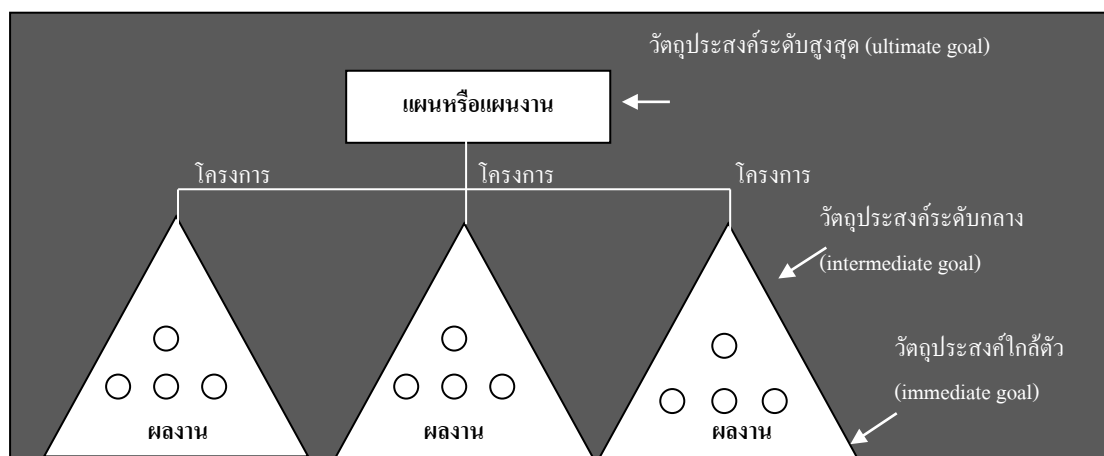 วัตถุประสงค์ระดับสูงสุด (ultimate goal)
แผนหรือแผนงาน
โครงการ
โครงการ
โครงการ
วัตถุประสงค์ระดับกลาง
(intermediate goal)
วัตถุประสงค์ใกล้ตัว
(immediate goal)
ผลงาน
ผลงาน
ผลงาน